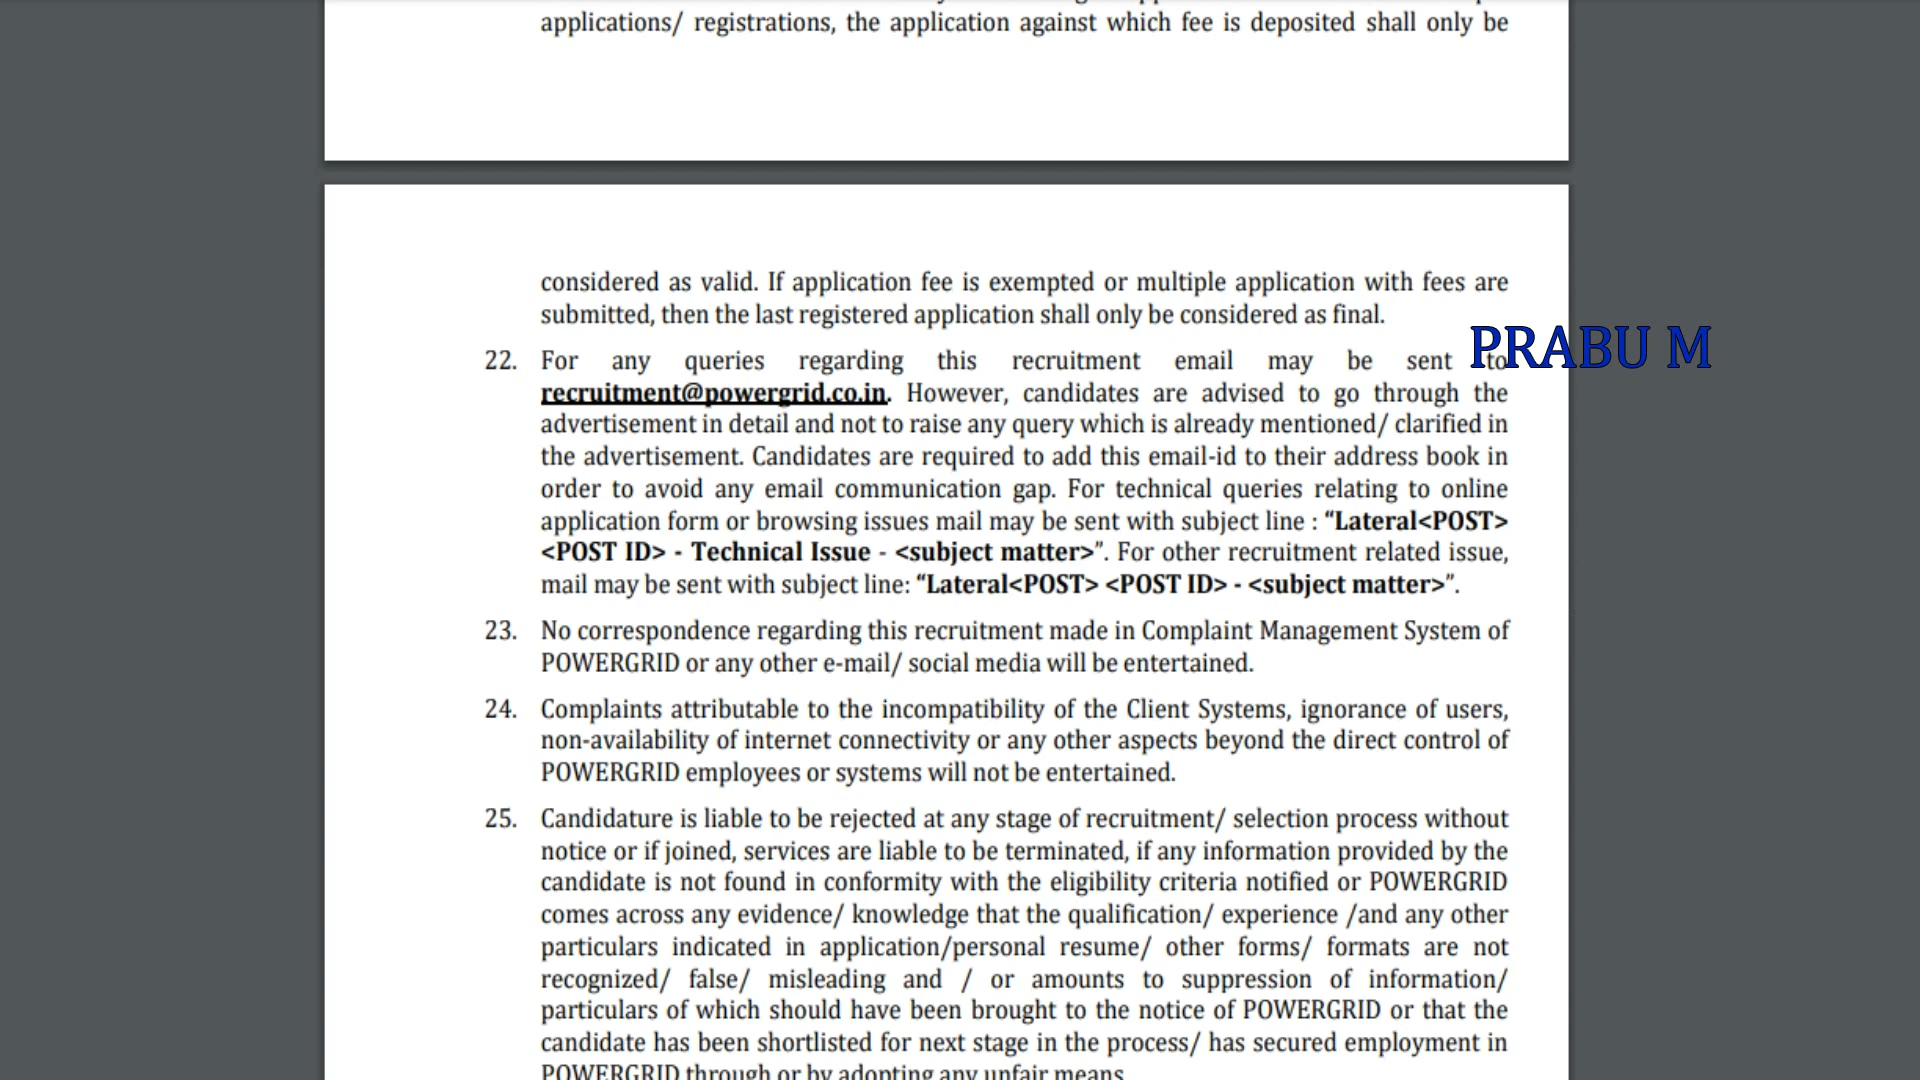 applications/ registrations, the application against which fee is deposited shall only be
considered as valid. If application fee is exempted or multiple application with fees are
submitted, then the last registered application shall only be considered as final.
22. For any queries regarding this recruitment email may be sent to
PRABU M
recruitment@powergrid.co.in. However, candidates are advised to go through the
advertisement in detail and not to raise any query which is already mentioned/ clarified in
the advertisement. Candidates are required to add this email-id to their address book in
order to avoid any email communication gap. For technical queries relating to online
application form or browsing issues mail may be sent with subject line : “Lateral<POST>
<POST ID> - Technical Issue - <subject matter>”. For other recruitment related issue,
mail may be sent with subject line: “Lateral<POST> <POST ID> - <subject matter>”.
23. No correspondence regarding this recruitment made in Complaint Management System of
POWERGRID or any other e-mail/ social media will be entertained.
24. Complaints attributable to the incompatibility of the Client Systems, ignorance of users,
non-availability of internet connectivity or any other aspects beyond the direct control of
POWERGRID employees or systems will not be entertained.
25. Candidature is liable to be rejected at any stage of recruitment/ selection process without
notice or if joined, services are liable to be terminated, if any information provided by the
candidate is not found in conformity with the eligibility criteria notified or POWERGRID
comes across any evidence/ knowledge that the qualification/ experience /and any other
particulars indicated in application/personal resume/ other forms/ formats are not
recognized/ false/ misleading and / or amounts to suppression of information/
particulars of which should have been brought to the notice of POWERGRID or that the
candidate has been shortlisted for next stage in the process/ has secured employment in
POWERGRID through or by adopting any unfair means.